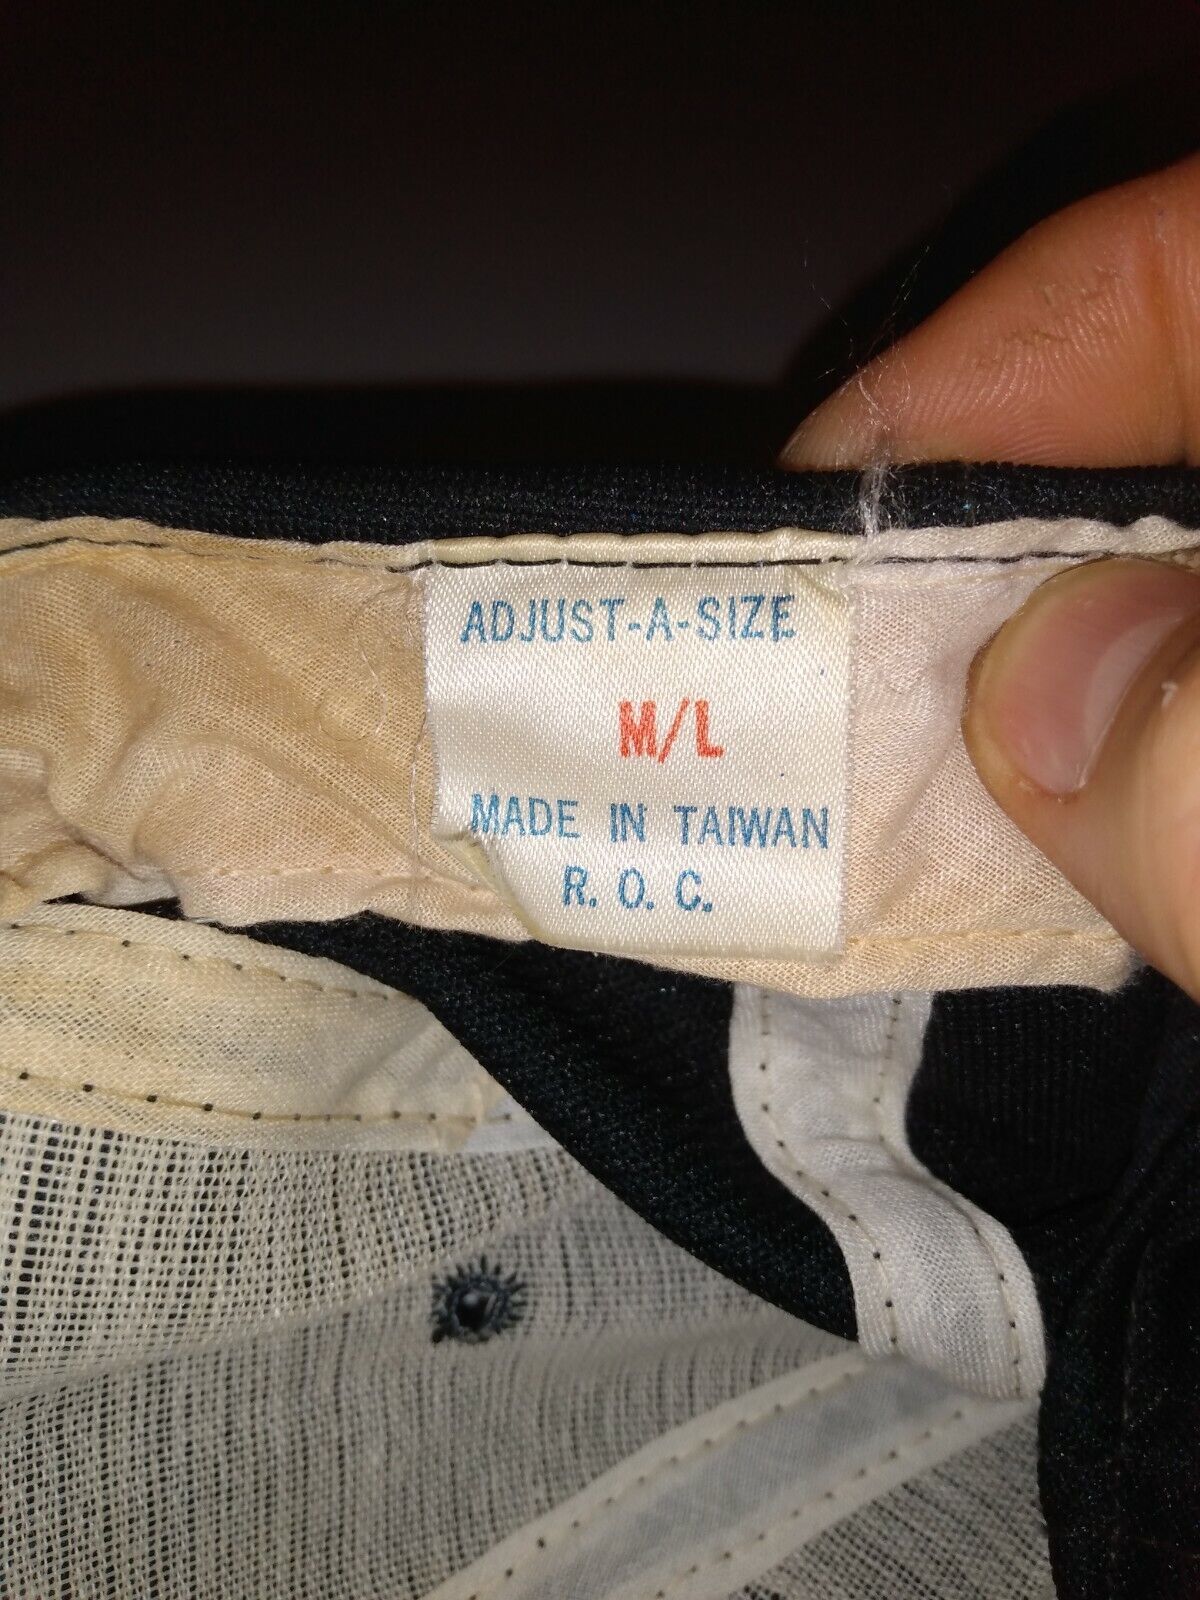 ADJUST-A-SIZE
M/L
MADE IN TAIWAN
R. O. C.